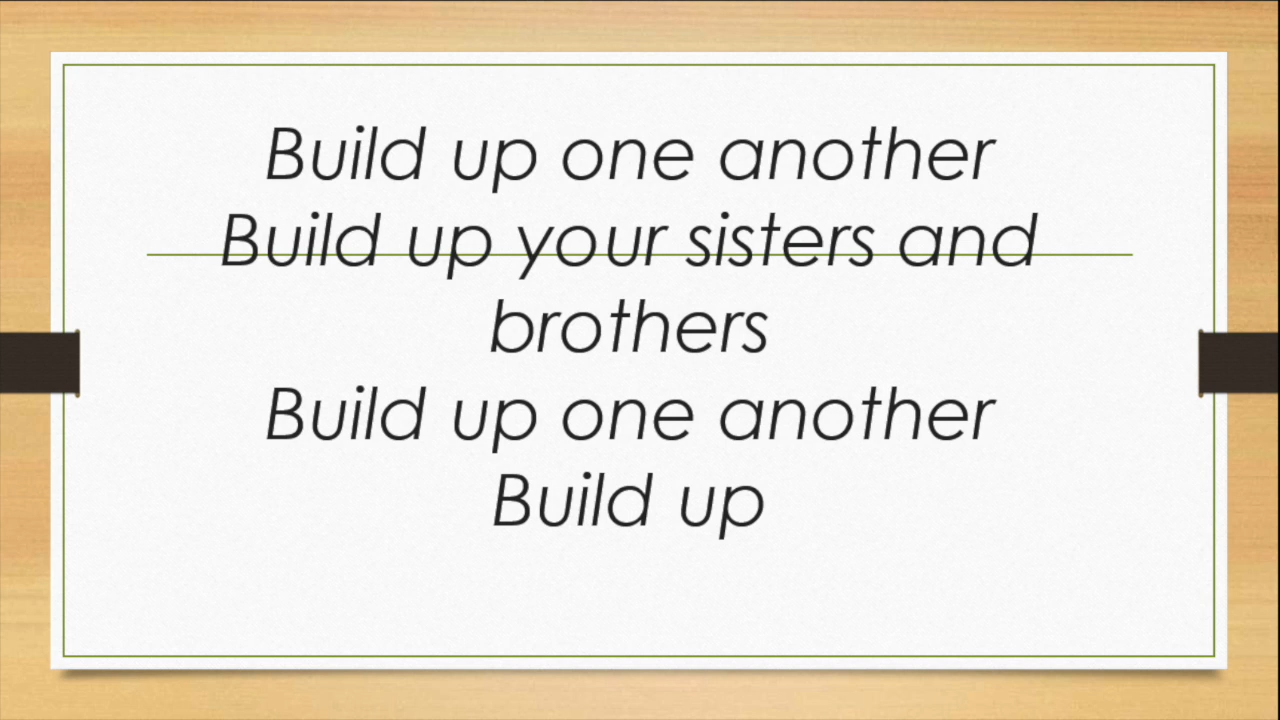 Build up one another
Build up your sisters and
brothers
Build up one another
Build up